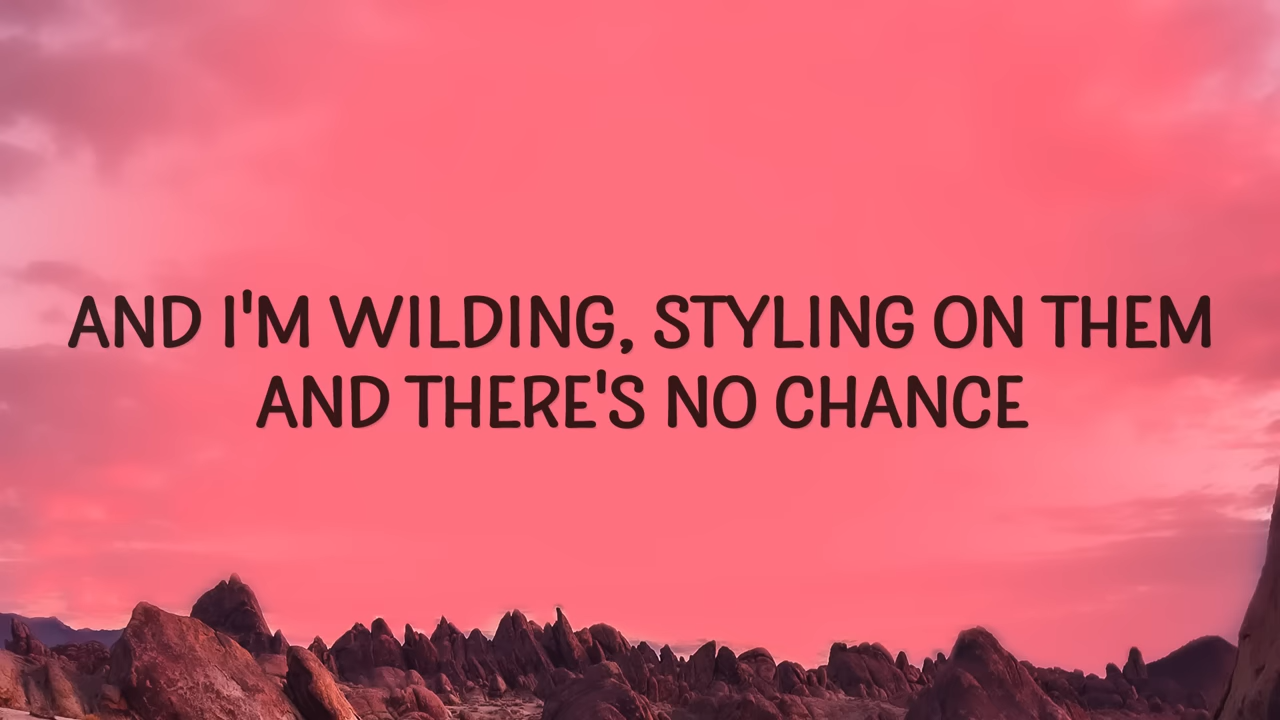 AND I'M WILDING, STYLING ON THEM
AND THERE'S NO CHANCE